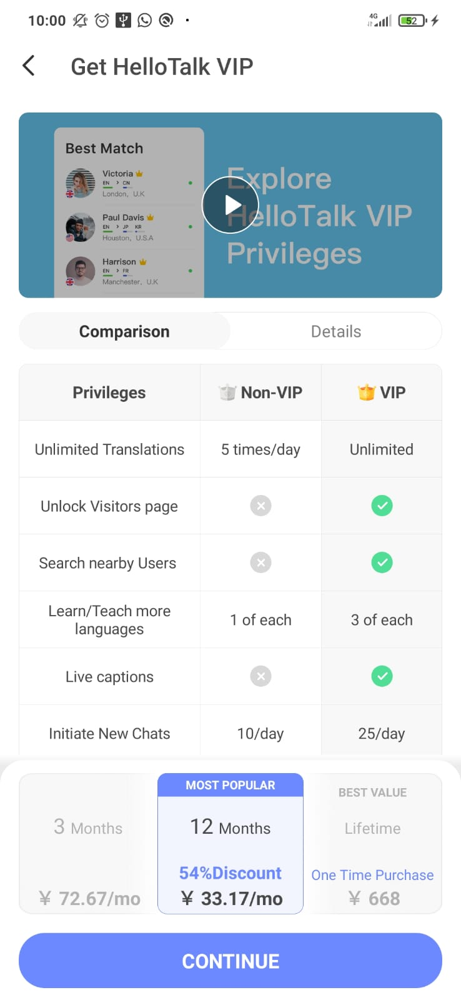 10:00
4G
52
Get HelloTalk VIP
Best Match
Victoria
EN > CN
London, U.K
Paul Davis
EN > JP KR
Houston, U.S.A
Harrison
EN > FR
Manchester, U.K
Explore
HelloTalk VIP
Privileges
Comparison Details
Privileges Non-VIP VIP
Unlimited Translations 5 times/day Unlimited
Unlock Visitors page
Search nearby Users
Learn/Teach more
languages
1 of each 3 of each
Live captions
Initiate New Chats 10/day 25/day
3 Months
¥ 72.67/mo
MOST POPULAR
12 Months
54%Discount
¥ 33.17/mo
BEST VALUE
Lifetime
One Time Purchase
¥ 668
CONTINUE